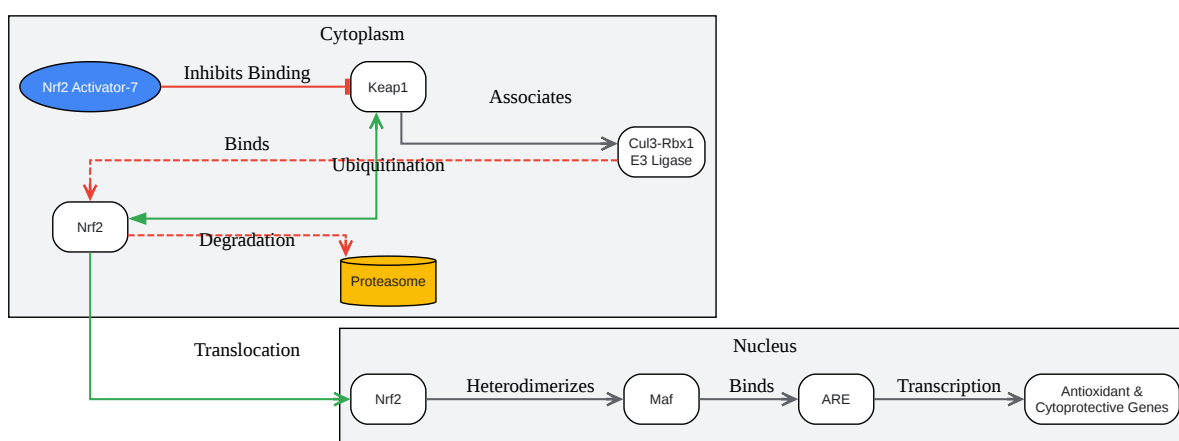 Cytoplasm
Nrf2 Activator-7
Inhibits Binding
Keap1
Associates
Cul3-Rbx1
E3 Ligase
Binds
Ubiquitination
Nrf2
Degradation
Proteasome
Translocation
Nucleus
Nrf2
Heterodimerizes
Maf
Binds
ARE
Transcription
Antioxidant &
Cytoprotective Genes